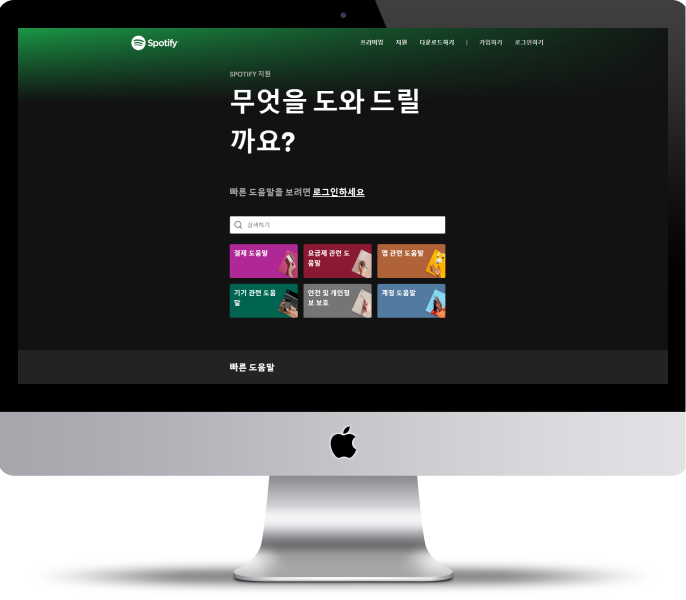 Spotify
프리미엄 지원 다운로드하기 | 가입하기 로그인하기
SPOTIFY 지원
무엇을 도와 드릴
까요?
빠른 도움말을 보려면 로그인하세요
검색하기
결제 도움말
요금제 관련 도
움말
앱 관련 도움말
기기 관련 도움
말
안전 및 개인정
보 보호
계정 도움말
빠른 도움말